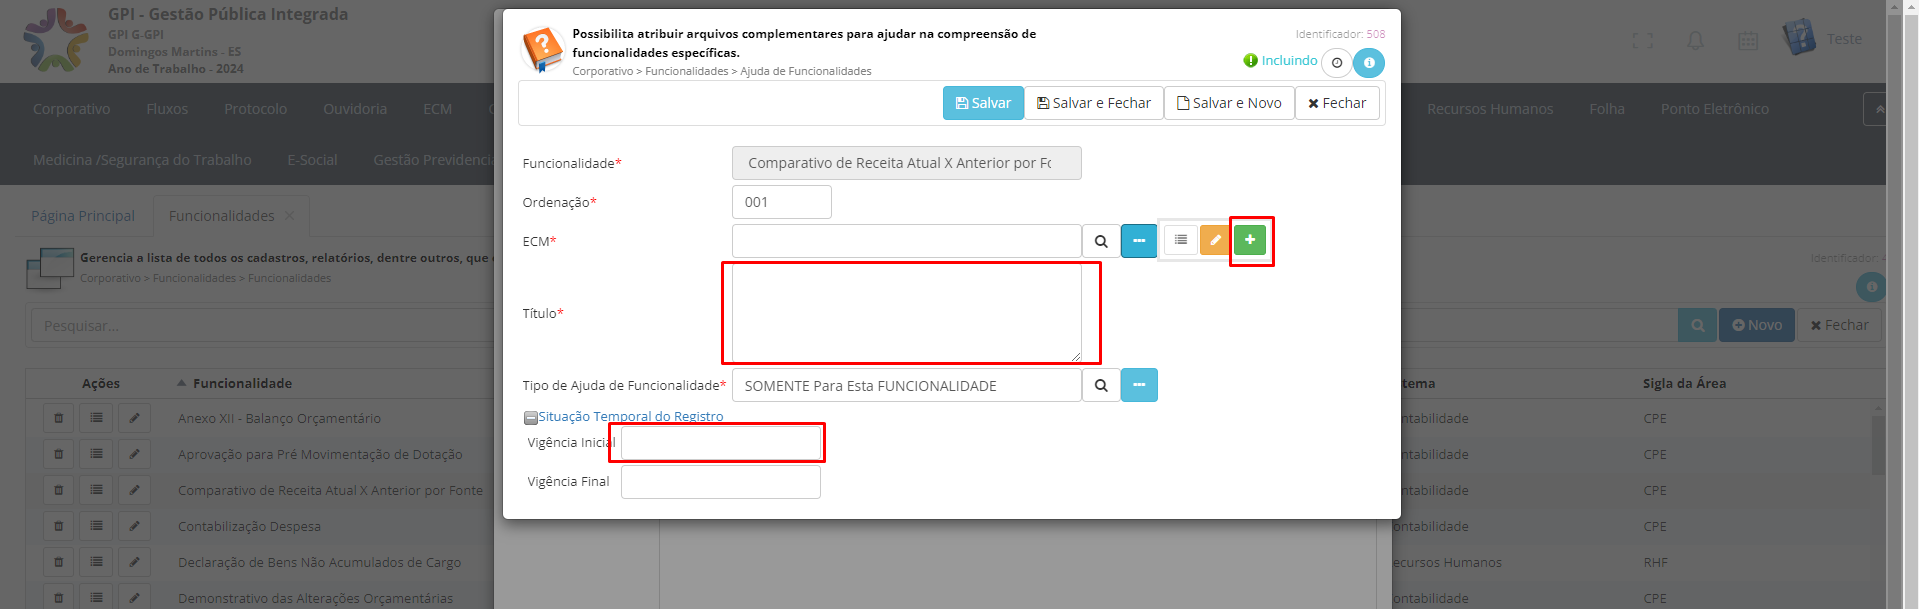 GPI - Gestão Pública Integrada
GPI G-GPI
Domingos Martins - ES
Ano de Trabalho - 2024
Teste
Corporativo Fluxos Protocolo Ouvidoria ECM
Recursos Humanos Folha Ponto Eletrônico
Medicina /Segurança do Trabalho E-Social Gestão Previdencia
Página Principal Funcionalidades
Gerencia a lista de todos os cadastros, relatórios, dentre outros, que
Corporativo > Funcionalidades > Funcionalidades
Identificador: 4
Pesquisar...
Novo Fechar
Ações Funcionalidade
tema Sigla da Área
Anexo XII - Balanço Orçamentário
ntabilidade CPE
Aprovação para Pré Movimentação de Dotação
ntabilidade CPE
Comparativo de Receita Atual X Anterior por Fonte
ntabilidade CPE
Contabilização Despesa
ontabilidade CPE
Declaração de Bens Não Acumulados de Cargo
ecursos Humanos RHF
Demonstrativo das Alterações Orçamentárias
ontabilidade CPE
Possibilita atribuir arquivos complementares para ajudar na compreensão de
funcionalidades específicas.
Corporativo > Funcionalidades > Ajuda de Funcionalidades
Identificador: 508
Incluindo
Salvar Salvar e Fechar Salvar e Novo Fechar
Funcionalidade* Comparativo de Receita Atual X Anterior por Fo
Ordenação* 001
ECM*
Título*
Tipo de Ajuda de Funcionalidade* SOMENTE Para Esta FUNCIONALIDADE
Situação Temporal do Registro
Vigência Inicial
Vigência Final